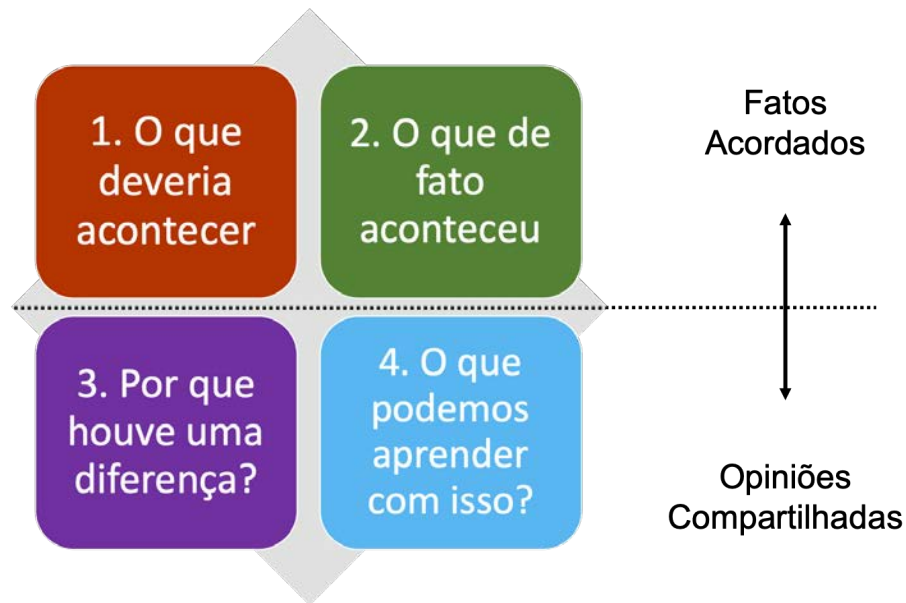 1. O que
deveria
acontecer
2. O que de
fato
aconteceu
Fatos
Acordados
3. Por que
houve uma
diferença?
4. O que
podemos
aprender
com isso?
Opiniões
Compartilhadas